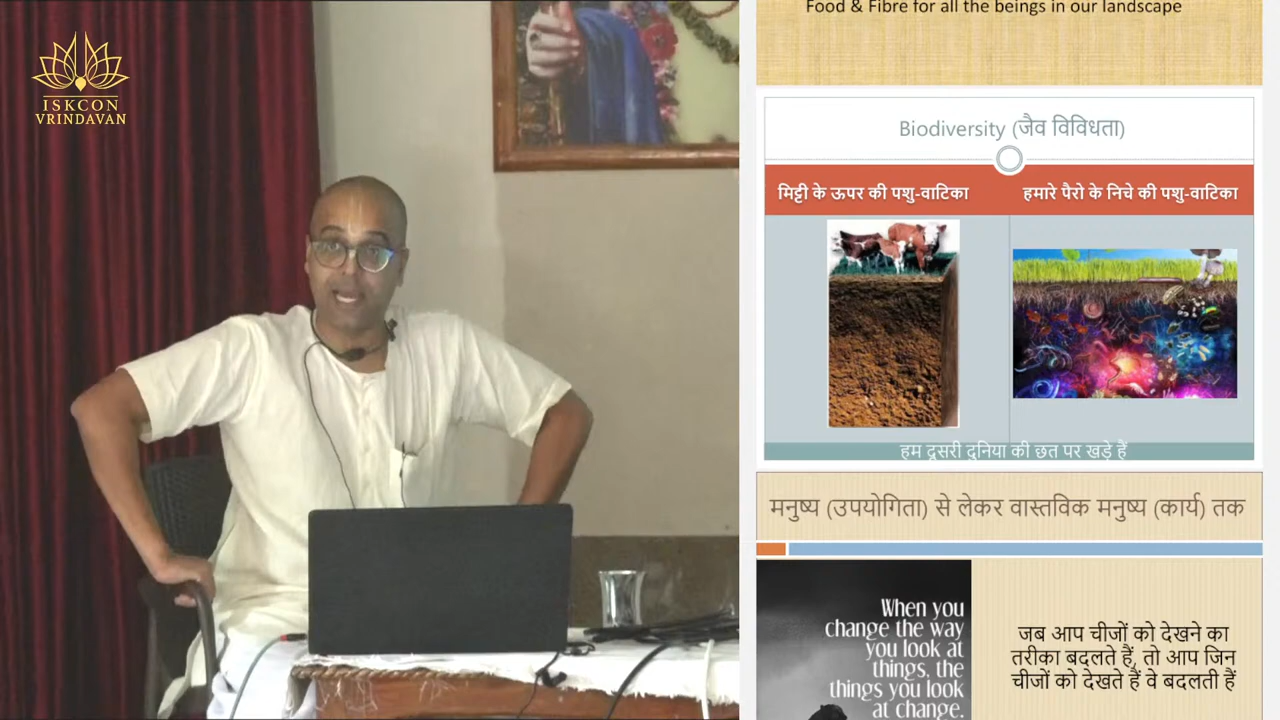 ISKCON
VRINDAVAN
Food & Fibre for all the beings in our landscape
Biodiversity (जैव विविधता)
मिट्टी के ऊपर की पशु-वाटिका
हमारे पैरो के निचे की पशु-वाटिका
हम दूसरी दुनिया की छत पर खड़े हैं
मनुष्य (उपयोगिता) से लेकर वास्तविक मनुष्य (कार्य) तक
When you
change the way
you look at
things, the
things you look
at change.
जब आप चीजों को देखने का
तरीका बदलते हैं, तो आप जिन
चीजों को देखते हैं वे बदलती हैं